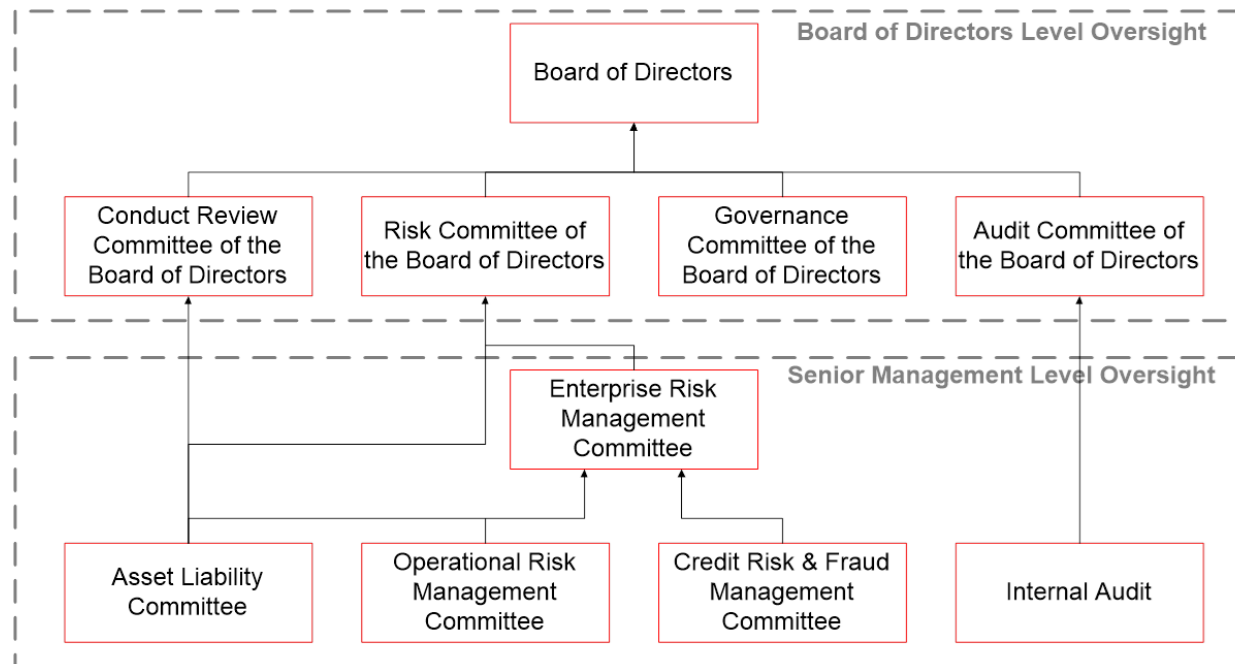 Board of Directors Level Oversight
Board of Directors
Conduct Review
Committee of the
Board of Directors
Risk Committee of
the Board of Directors
Governance
Committee of the
Board of Directors
Audit Committee of
the Board of Directors
Senior Management Level Oversight
Enterprise Risk
Management
Committee
Asset Liability
Committee
Operational Risk
Management
Committee
Credit Risk & Fraud
Management
Committee
Internal Audit